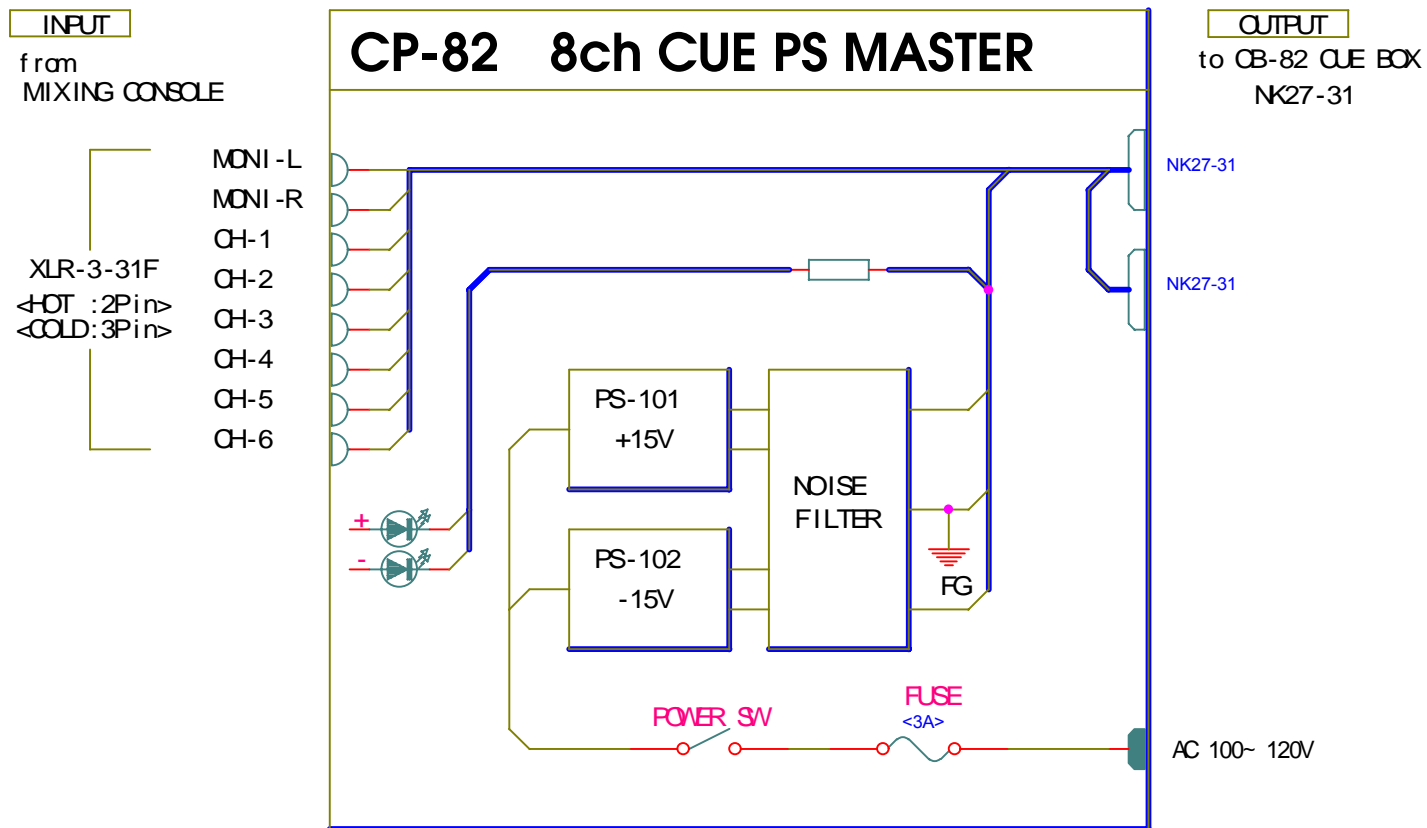 INPUT
from
MIXING CONSOLE
CP-82 8ch CUE PS MASTER
OUTPUT
to CB-82 CUE BOX
NK27-31
MONI-L
MONI-R
CH-1
CH-2
CH-3
CH-4
CH-5
CH-6
XLR-3-31F
<HOT :2Pin>
<COLD:3Pin>
NK27-31
NK27-31
+
-
PS-101
+15V
PS-102
-15V
NOISE
FILTER
FG
POWER SW
FUSE
<3A>
AC 100~ 120V